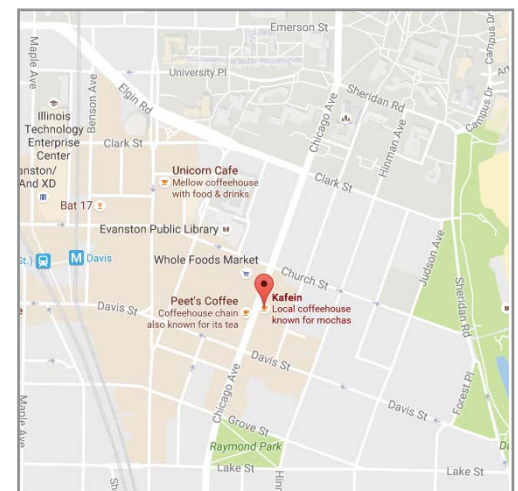 Emerson St
Maple Ave
Campus Dr
University Pl
Benson Ave
Elgin Rd
Sheridan Rd
Campus Dr
Illinois
Technology
Enterprise
Center
Chicago Ave
Hinman Ave
Clark St
Clark St
anston/
And XD
Unicorn Cafe
Mellow coffeehouse
with food & drinks
Bat 17
Evanston Public Library
Judson Ave
St.)
M Davis
Whole Foods Market
Church St
Sheridan Rd
Peet's Coffee
Coffeehouse chain
also known for its tea
Kafein
Local coffeehouse
known for mochas
Davis St
Davis St
Chicago Ave
Davis St
Forest Pl
Maple Ave
Grove St
Raymond Park
Lake St
Lake St